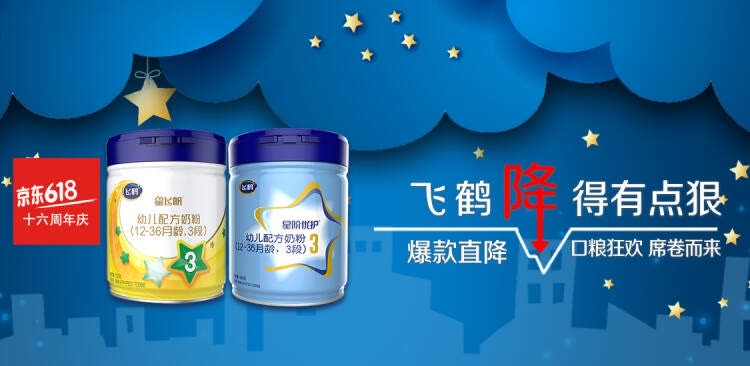 京东618
十六周年庆
飞鹤
星飞帆
幼儿配方奶粉
(12-36月龄,3段)
3
飞鹤
星阶优护
幼儿配方奶粉
(12-36月龄,3段)
3
飞鹤降得有点狠
爆款直降 口粮狂欢 席卷而来